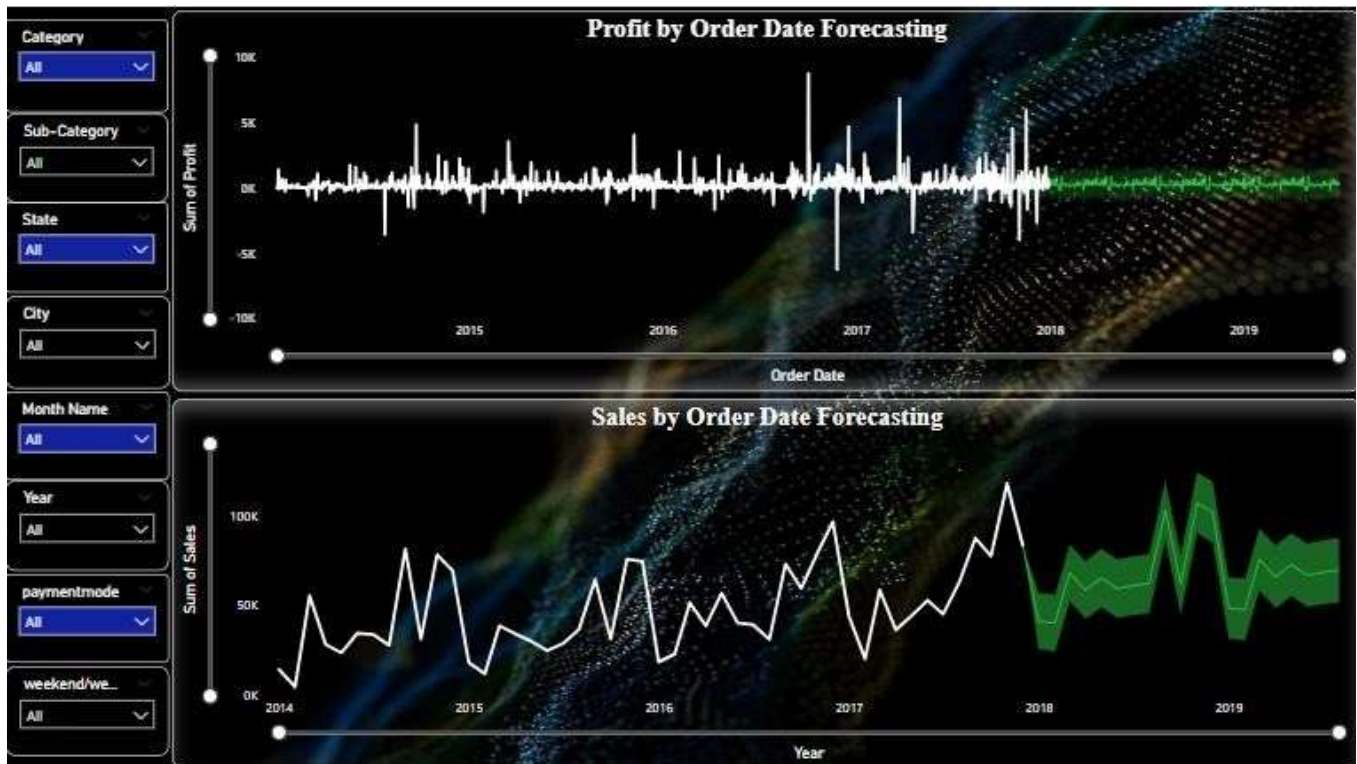 Category
All
Sub-Category
All
State
All
City
All
Month Name
All
Year
All
paymentmode
All
weekend/we...
All
Profit by Order Date Forecasting
Sum of Profit
10K
5K
0K
-5K
-10K
2015 2016 2017 2018 2019
Order Date
Sales by Order Date Forecasting
Sum of Sales
100K
50K
0K
2014 2015 2016 2017 2018 2019
Year